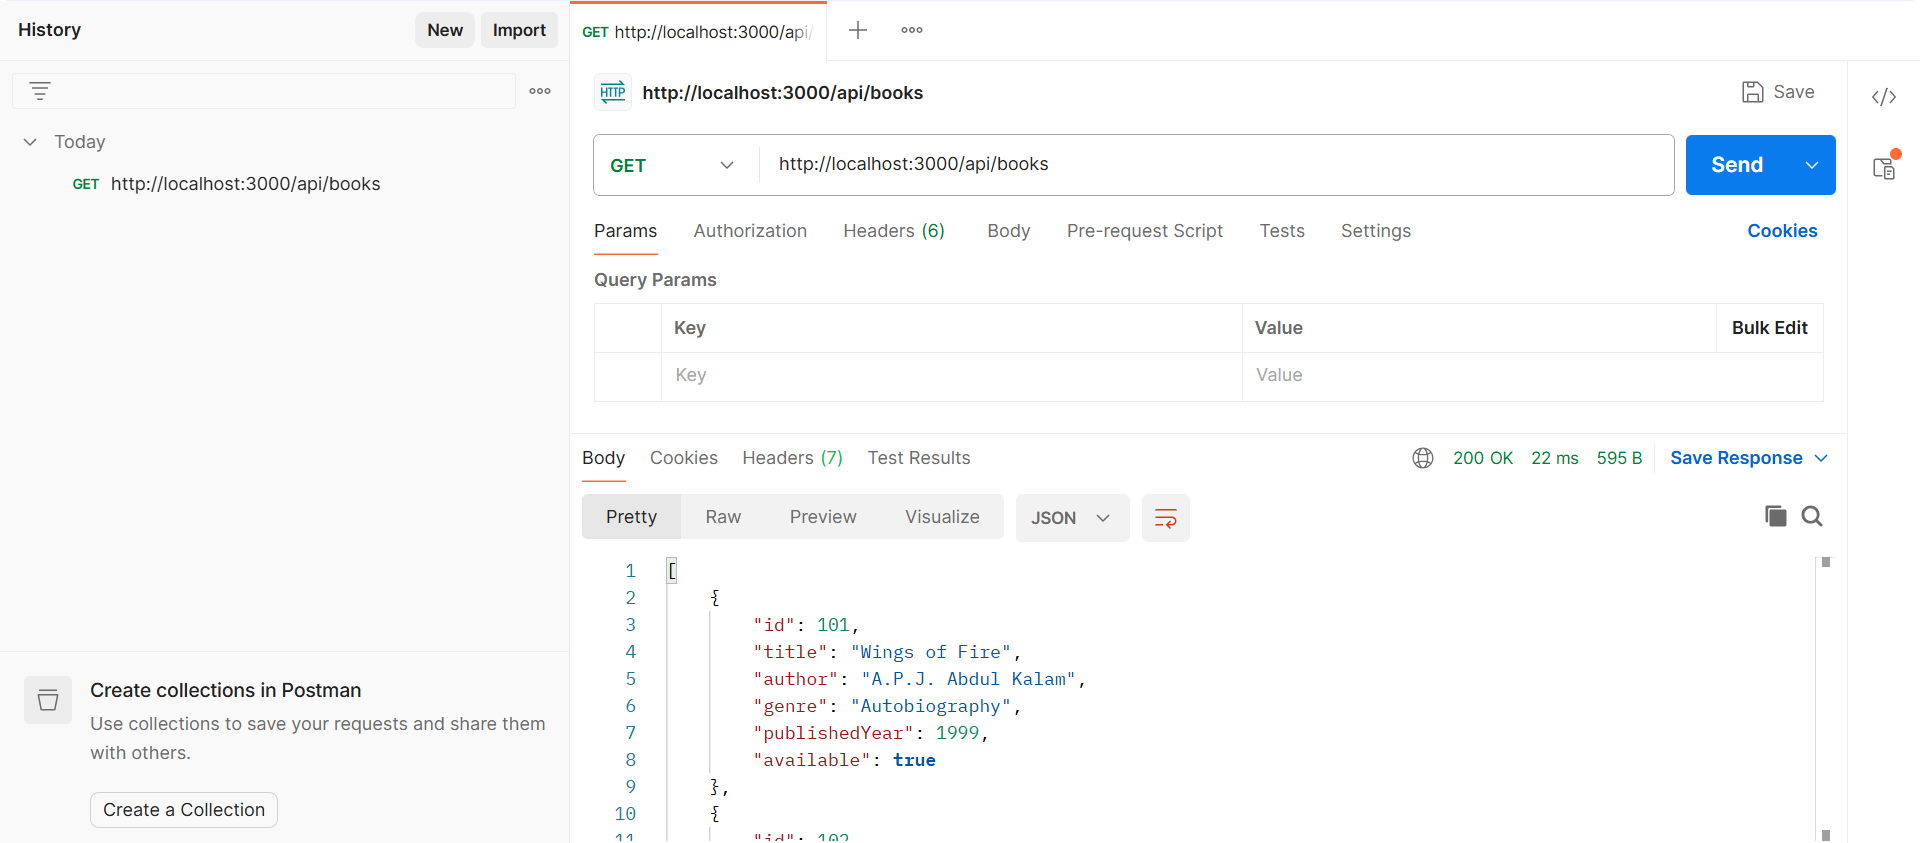 History
New
Import
GET http://localhost:3000/api/
Today
GET http://localhost:3000/api/books
Create collections in Postman
Use collections to save your requests and share them
with others.
Create a Collection
HTTP
http://localhost:3000/api/books
Save
GET
http://localhost:3000/api/books
Send
Params Authorization Headers (6) Body Pre-request Script Tests Settings Cookies
Query Params
Key Value Bulk Edit
Key Value
Body Cookies Headers (7) Test Results 200 OK 22 ms 595 B Save Response
Pretty Raw Preview Visualize JSON
1 [
2 {
3 "id": 101,
4 "title": "Wings of Fire",
5 "author": "A.P.J. Abdul Kalam",
6 "genre": "Autobiography",
7 "publishedYear": 1999,
8 "available": true
9 },
10 {
11 "id": 102